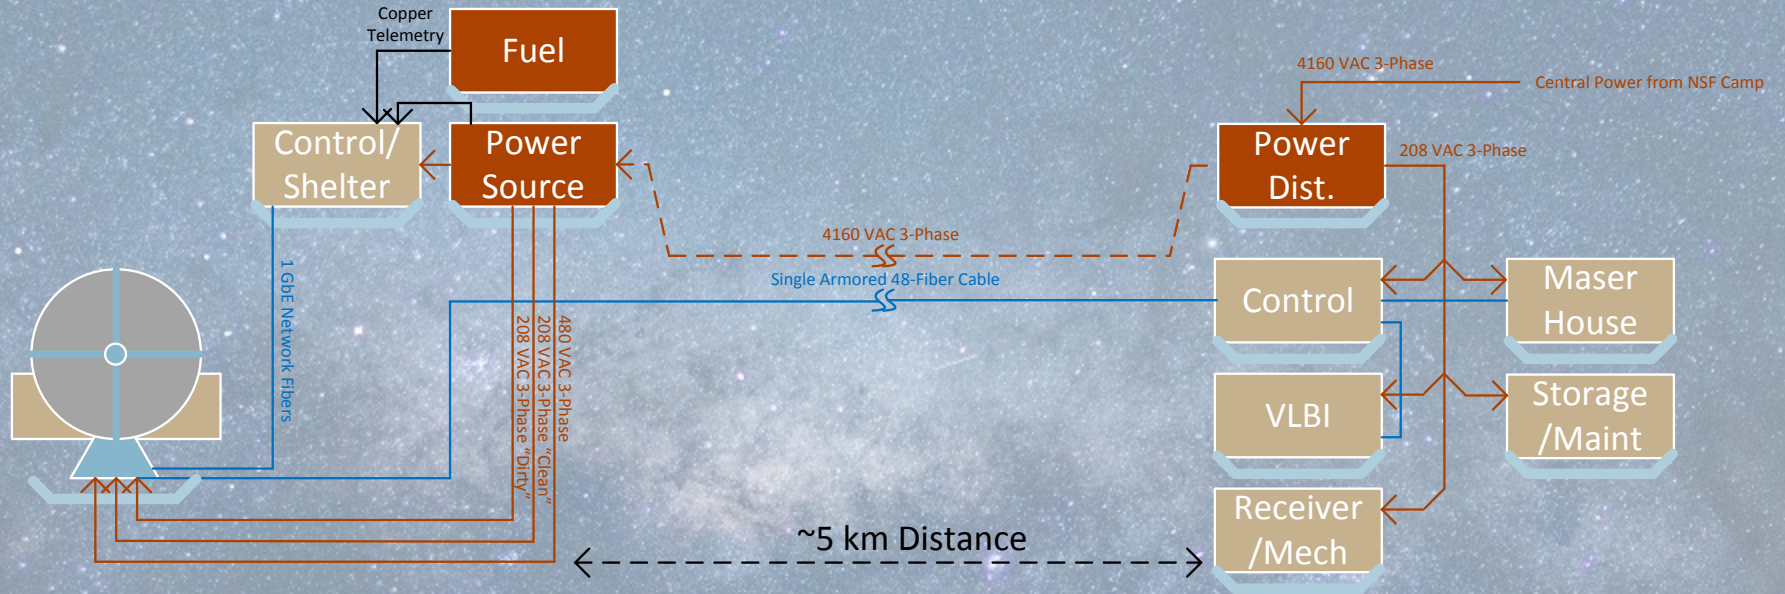 Copper
Telemetry
Fuel
4160 VAC 3-Phase
Central Power from NSF Camp
Control/
Shelter
Power
Source
Power
Dist.
208 VAC 3-Phase
4160 VAC 3-Phase
Single Armored 48-Fiber Cable
1 GbE Network Fibers
208 VAC 3-Phase "Dirty"
208 VAC 3-Phase "Clean"
480 VAC 3-Phase
Control
Maser
House
VLBI
Storage
/Maint
Receiver
/Mech
~5 km Distance